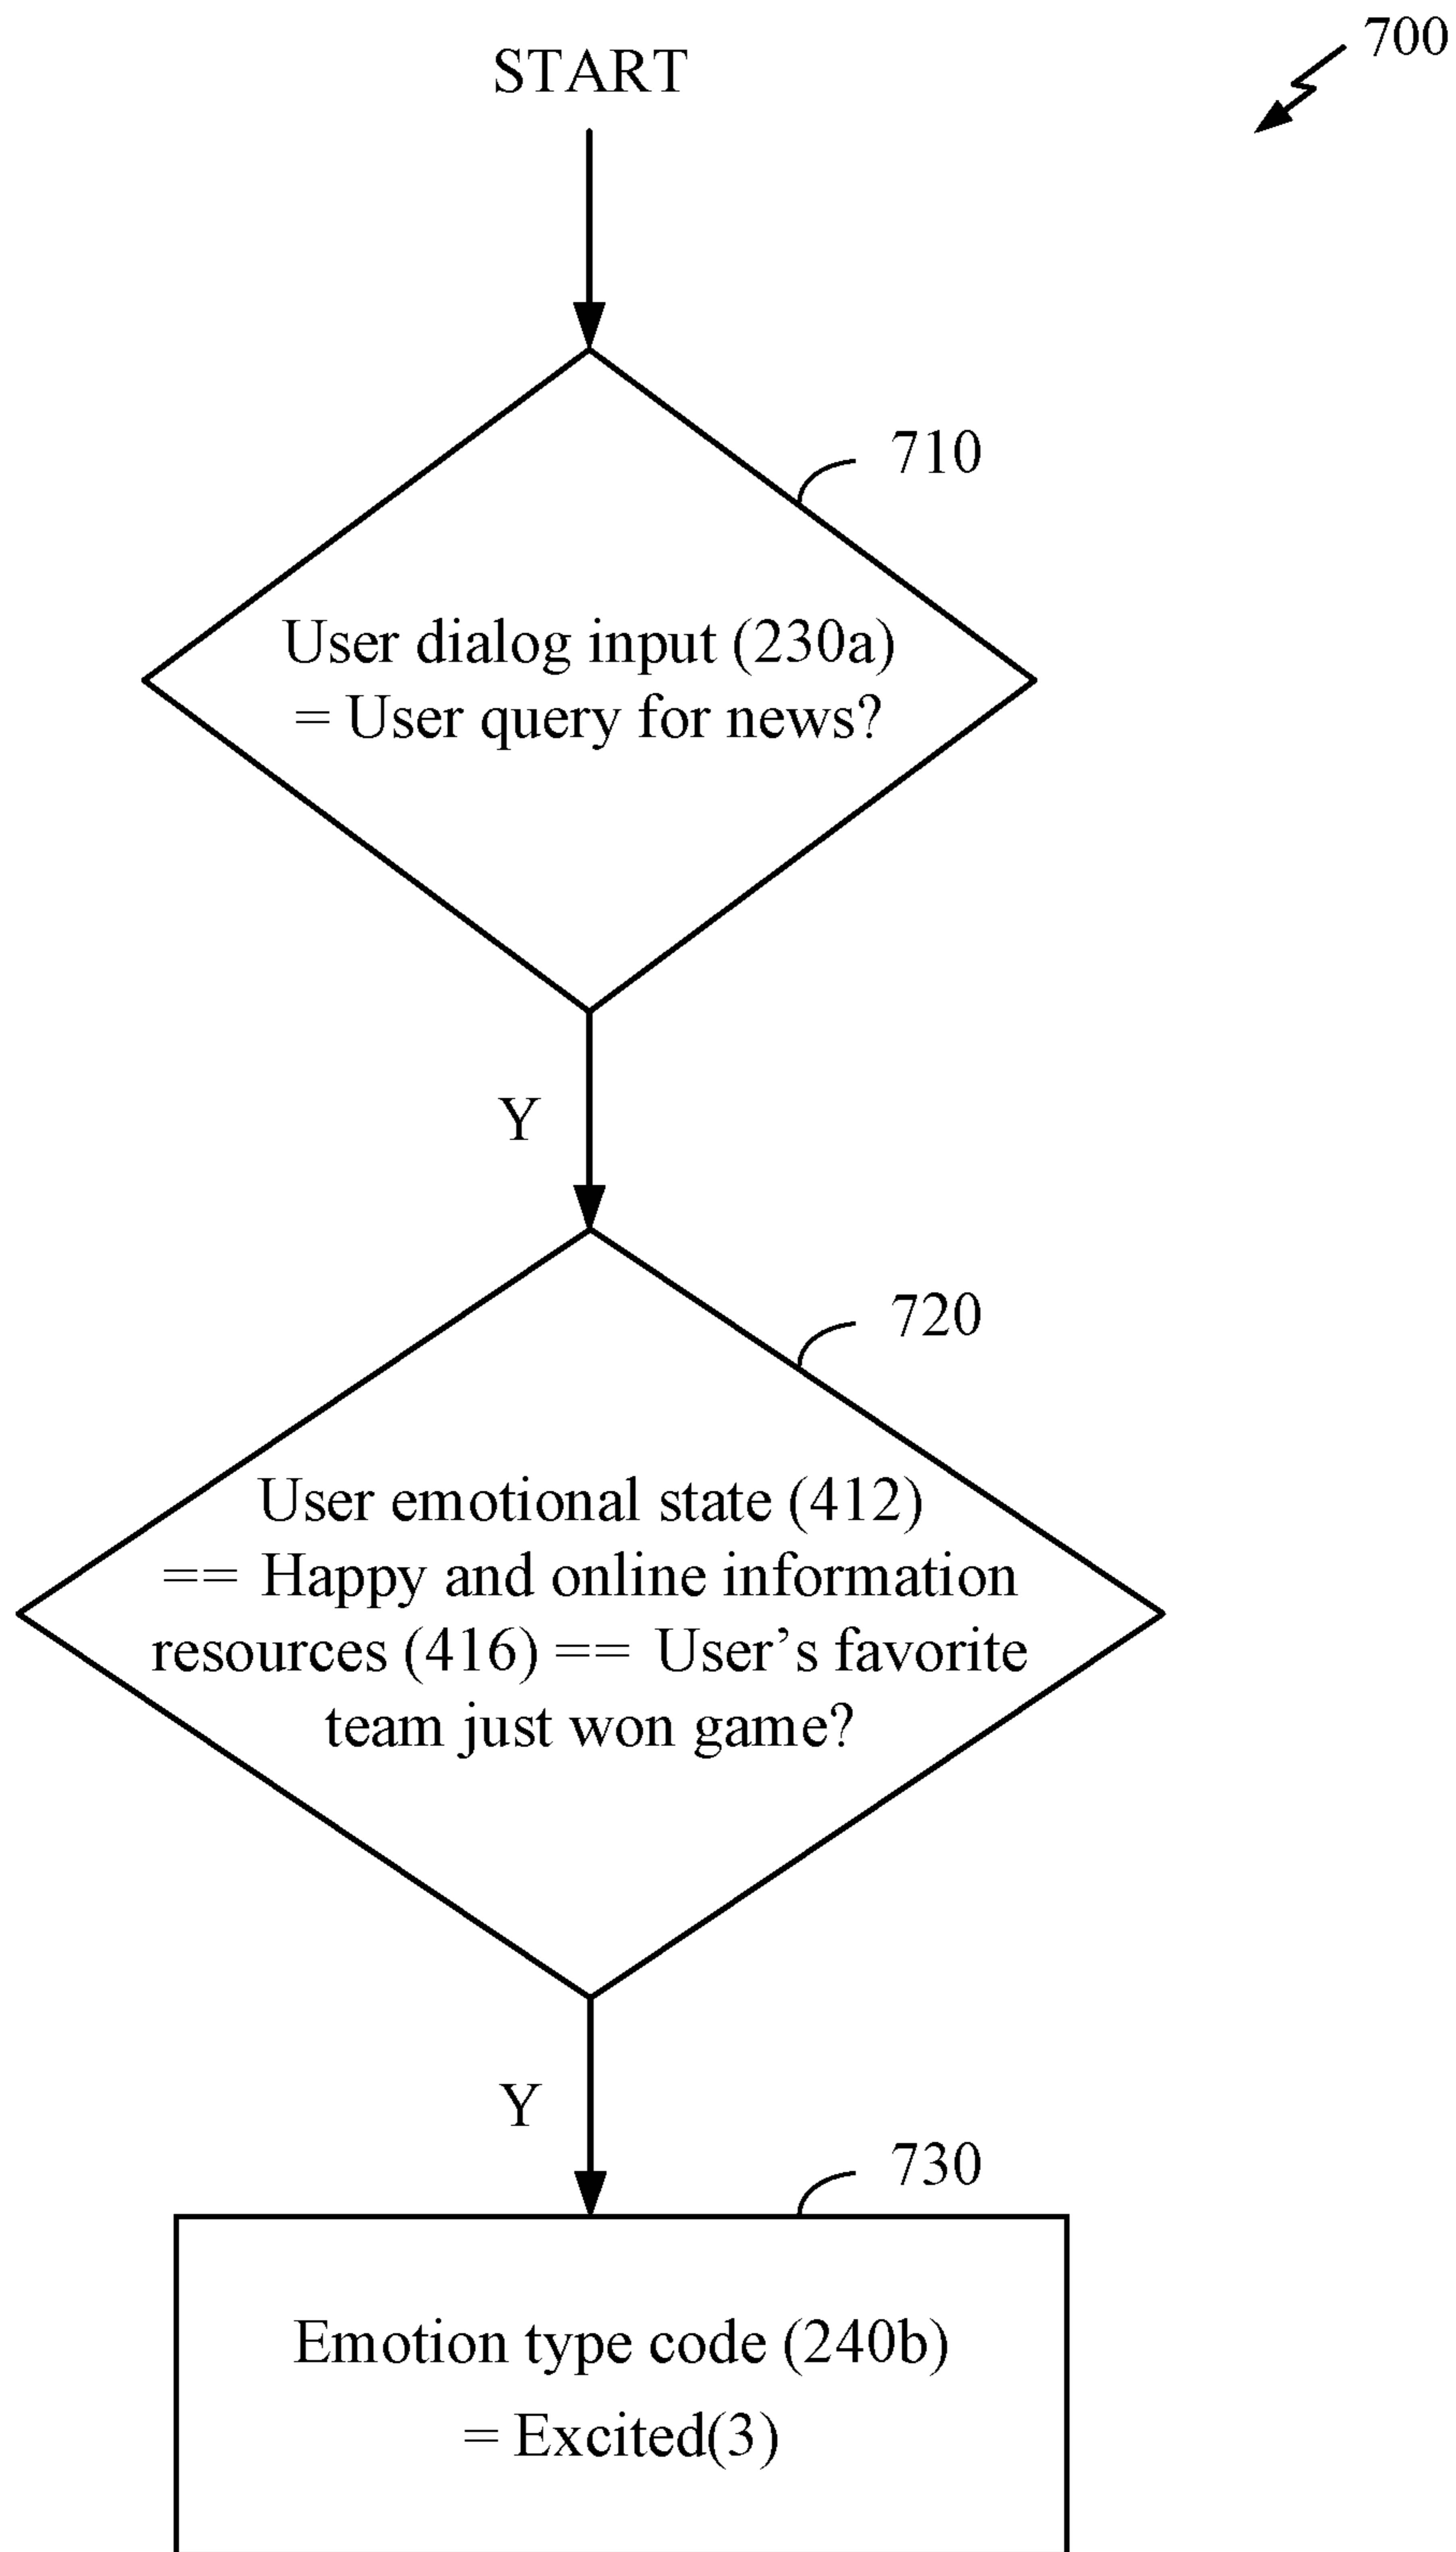 700
START
710
User dialog input (230a)
= User query for news?
Y
720
User emotional state (412)
== Happy and online information
resources (416) == User’s favorite
team just won game?
Y
730
Emotion type code (240b)
= Excited(3)